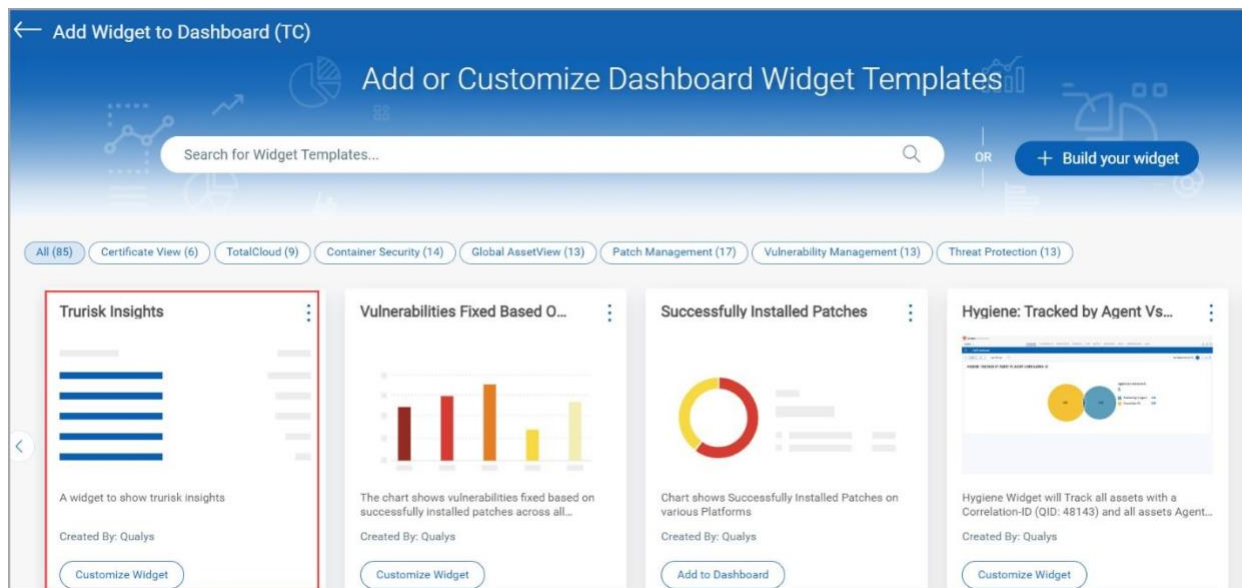 Add Widget to Dashboard (TC)
Add or Customize Dashboard Widget Templates
Search for Widget Templates...
OR
+ Build your widget
All (85)
Certificate View (6)
TotalCloud (9)
Container Security (14)
Global AssetView (13)
Patch Management (17)
Vulnerability Management (13)
Threat Protection (13)
Trurisk Insights
A widget to show trurisk insights
Created By: Qualys
Customize Widget
Vulnerabilities Fixed Based O...
The chart shows vulnerabilities fixed based on
successfully installed patches across all...
Created By: Qualys
Customize Widget
Successfully Installed Patches
Chart shows Successfully Installed Patches on
various Platforms
Created By: Qualys
Add to Dashboard
Hygiene: Tracked by Agent Vs...
Hygiene Widget will Track all assets with a
Correlation-ID (QID: 48143) and all assets Agent...
Created By: Qualys
Customize Widget